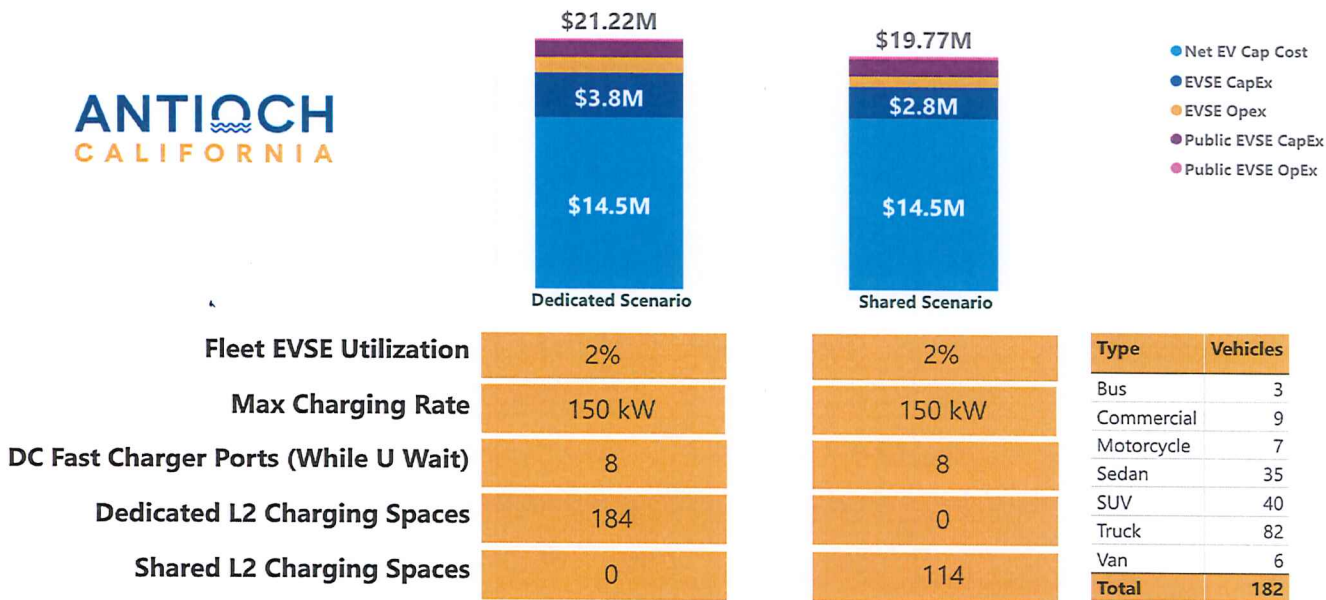 ANTIOCH
CALIFORNIA
$21.22M
$3.8M
$14.5M
Dedicated Scenario
$19.77M
$2.8M
$14.5M
Shared Scenario
Net EV Cap Cost
EVSE CapEx
EVSE Opex
Public EVSE CapEx
Public EVSE OpEx
Fleet EVSE Utilization 2% 2%
Max Charging Rate 150 kW 150 kW
DC Fast Charger Ports (While U Wait) 8 8
Dedicated L2 Charging Spaces 184 0
Shared L2 Charging Spaces 0 114
Type Vehicles
Bus 3
Commercial 9
Motorcycle 7
Sedan 35
SUV 40
Truck 82
Van 6
Total 182